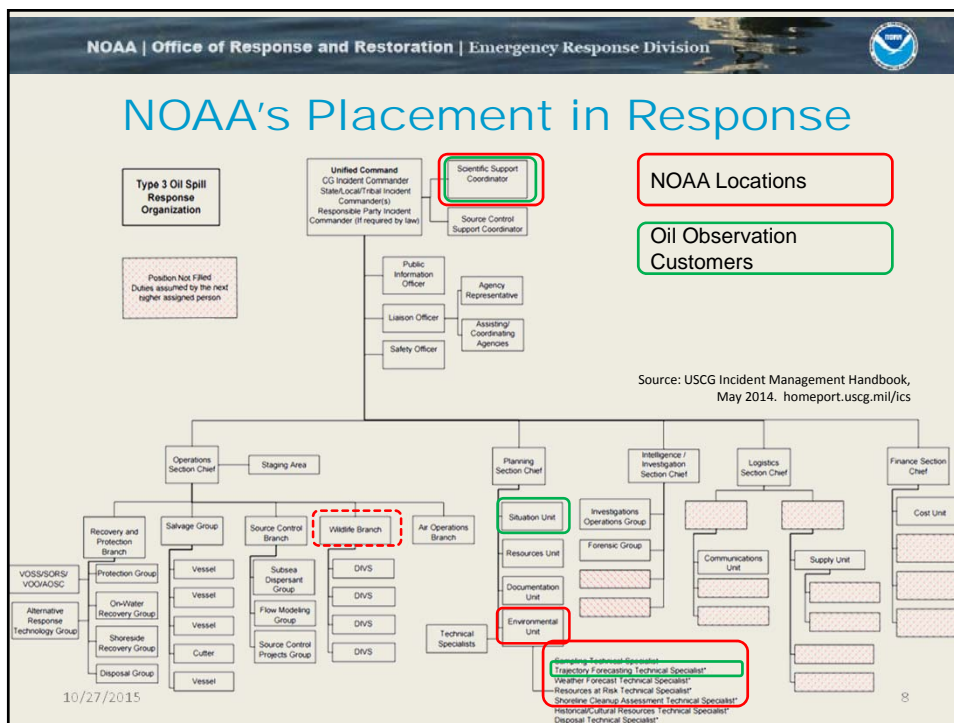 NOAA | Office of Response and Restoration | Emergency Response Division
NOAA's Placement in Response
Type 3 Oil Spill
Response
Organization
Position Not Filled
Duties assumed by the next
higher assigned person
Unified Command
CG Incident Commander
State/Local/Tribal Incident
Commander(s)
Responsible Party Incident
Commander (If required by law)
Scientific Support
Coordinator
Source Control
Support Coordinator
NOAA Locations
Oil Observation
Customers
Public
Information
Officer
Liaison Officer
Safety Officer
Agency
Representative
Assisting/
Coordinating
Agencies
Source: USCG Incident Management Handbook,
May 2014. homeport.uscg.mil/ics
Operations
Section Chief
Staging Area
Planning
Section Chief
Intelligence /
Investigation
Section Chief
Logistics
Section Chief
Finance Section
Chief
Recovery and
Protection
Branch
VOSS/SORS/
VOO/AOSC
Alternative
Response
Technology Group
Protection Group
On-Water
Recovery Group
Shoreside
Recovery Group
Disposal Group
Salvage Group
Vessel
Vessel
Vessel
Cutter
Vessel
Source Control
Branch
Subsea
Dispersant
Group
Flow Modeling
Group
Source Control
Projects Group
Wildlife Branch
DIVS
DIVS
DIVS
DIVS
Air Operations
Branch
Situation Unit
Resources Unit
Documentation
Unit
Environmental
Unit
Technical
Specialists
Sampling Technical Specialist*
Trajectory Forecasting Technical Specialist*
Weather Forecast Technical Specialist*
Resources at Risk Technical Specialist*
Shoreline Cleanup Assessment Technical Specialist*
Historical/Cultural Resources Technical Specialist*
Disposal Technical Specialist*
Investigations
Operations Group
Forensic Group
Communications
Unit
Supply Unit
Cost Unit
10/27/2015
8